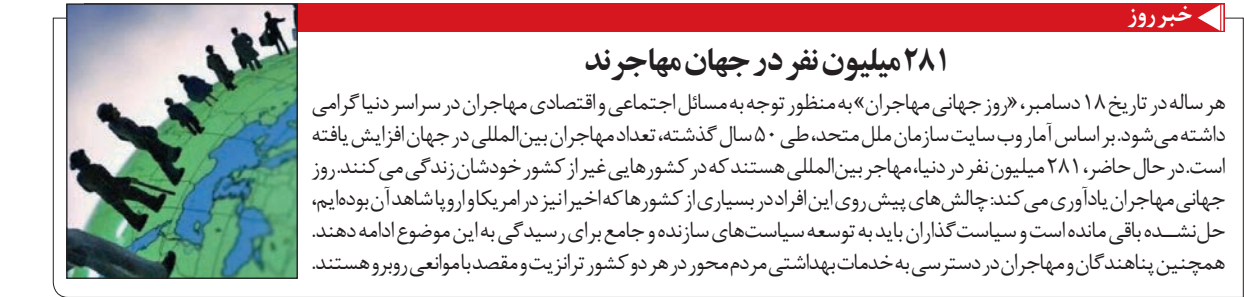 خبر روز
۲۸۱ میلیون نفر در جهان مهاجرند
هر ساله در تاریخ ۱۸ دسامبر، «روز جهانی مهاجران» به منظور توجه به مسائل اجتماعی و اقتصادی مهاجران در سراسر دنیا گرامی
داشته می‌شود. بر اساس آمار وب سایت سازمان ملل متحد، طی ۵۰ سال گذشته، تعداد مهاجران بین‌المللی در جهان افزایش یافته
است. در حال حاضر، ۲۸۱ میلیون نفر در دنیا، مهاجر بین‌المللی هستند که در کشورهایی غیر از کشور خودشان زندگی می‌کنند. روز
جهانی مهاجران یادآوری می‌کند: چالش‌های پیش روی این افراد در بسیاری از کشورها که اخیرا نیز در امریکا و اروپا شاهد آن بوده‌ایم،
حل‌نشده باقی مانده است و سیاست‌گذاران باید به توسعه سیاست‌های سازنده و جامع برای رسیدگی به این موضوع ادامه دهند.
همچنین پناهندگان و مهاجران در دسترسی به خدمات بهداشتی مردم‌محور در هر دو کشور ترانزیت و مقصد با موانعی روبرو هستند.